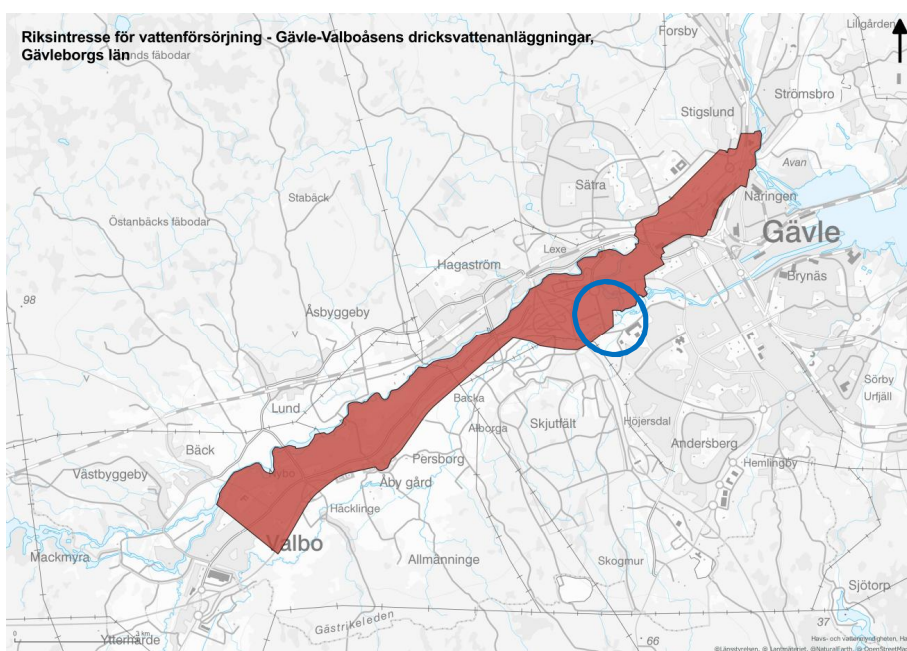 Riksintresse för vattenförsörjning - Gävle-Valboåsens dricksvattenanläggningar,
Gävleborgs län
Forsby
Lillgården
Strömsbro
Stigslund
Avan
Sätra
Näringen
Stabäck
Östanbäcks fäbodar
Gävle
Lexe
Hagaström
Brynäs
98
Åsbyggeby
Sörby
Urfjäll
Lund
Backa
Skjutfält
Höjersdal
Alborga
Andersberg
Bäck
Persborg
Hemlingby
Västbyggeby
Nybo
Åby gård
Häcklinge
Valbo
Mackmyra
Allmänninge
Skogmur
Sjötorp
Gästrikeleden
37
Ytterhärde
66